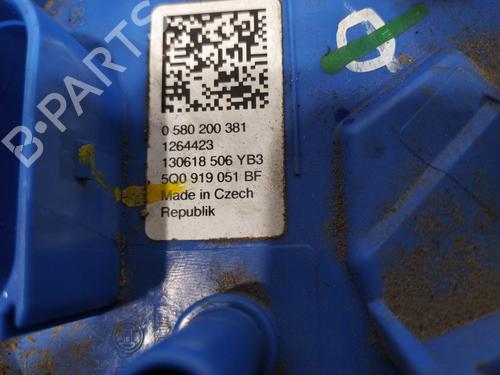 B-PARTS
0 580 200 381
1264423
130618 506 YB3
5Q0 919 051 BF
Made in Czech
Republik